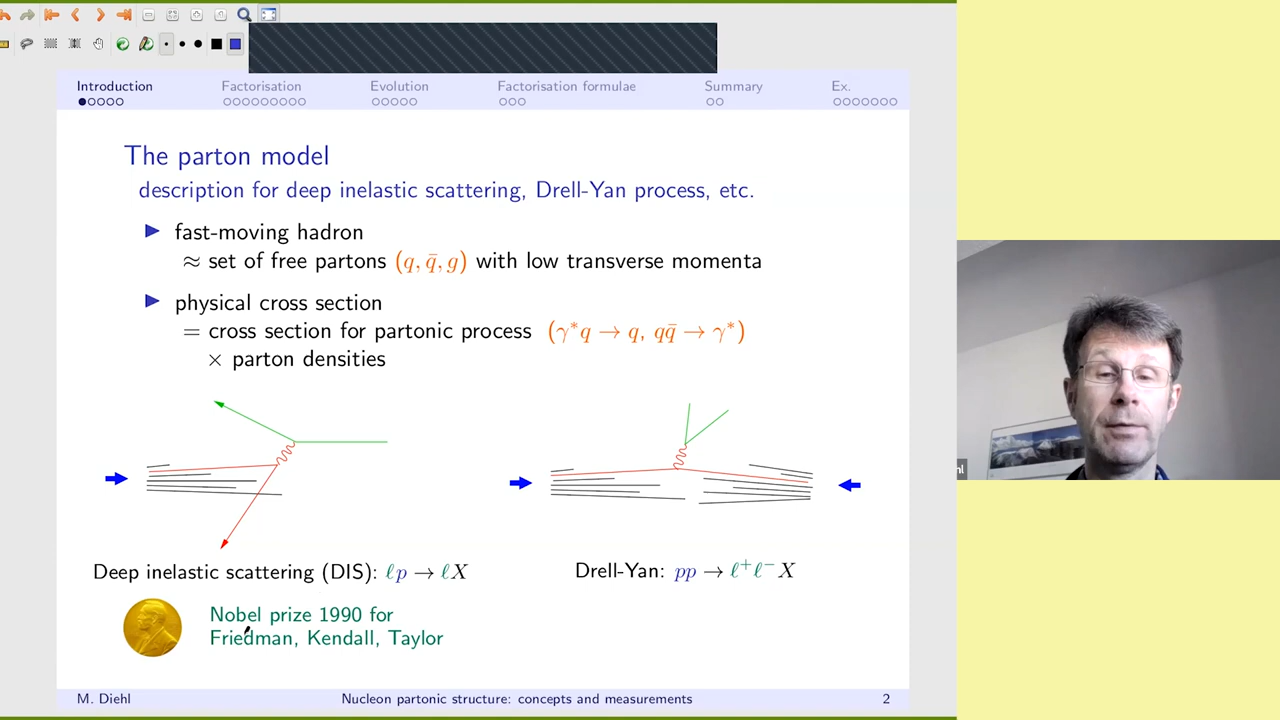 Introduction
Factorisation
Evolution
Factorisation formulae
Summary
Ex.
The parton model
description for deep inelastic scattering, Drell-Yan process, etc.
fast-moving hadron
≈ set of free partons (q, q̄, g) with low transverse momenta
physical cross section
= cross section for partonic process (γ*q → q, qq̄ → γ*)
× parton densities
Deep inelastic scattering (DIS): ℓp → ℓX
Drell-Yan: pp → ℓ⁺ℓ⁻X
Nobel prize 1990 for
Friedman, Kendall, Taylor
M. Diehl
Nucleon partonic structure: concepts and measurements
2